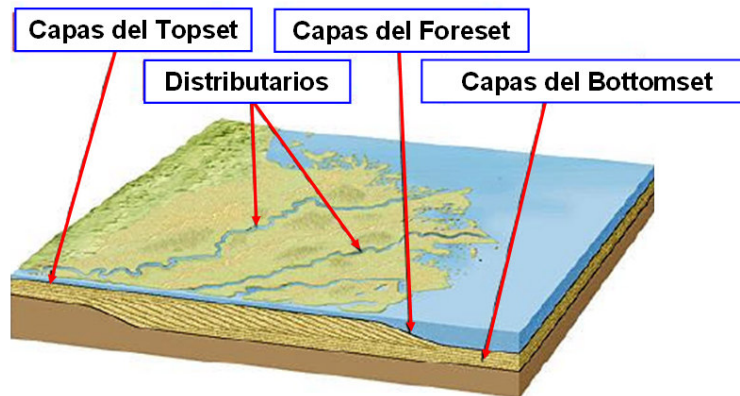 Capas del Topset
Capas del Foreset
Distributarios
Capas del Bottomset